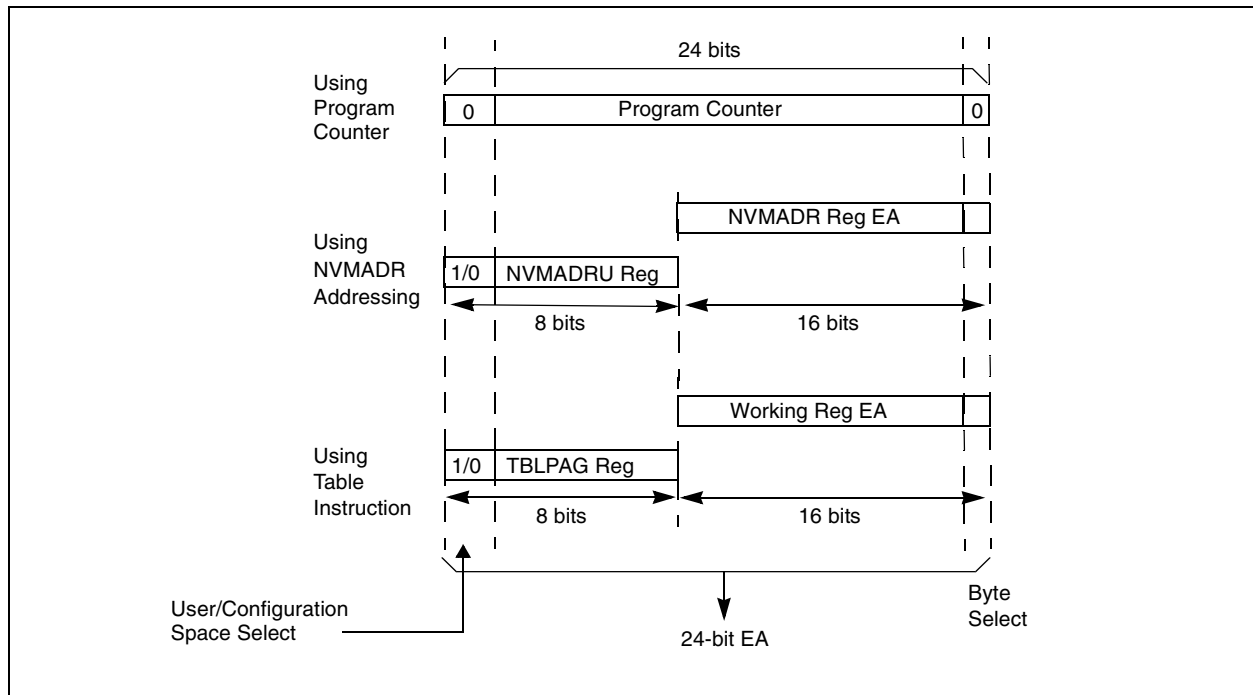 24 bits
Using
Program
Counter
0
Program Counter
0
NVMADR Reg EA
Using
NVMADR
Addressing
1/0
NVMADRU Reg
8 bits
16 bits
Working Reg EA
Using
Table
Instruction
1/0
TBLPAG Reg
8 bits
16 bits
User/Configuration
Space Select
24-bit EA
Byte
Select